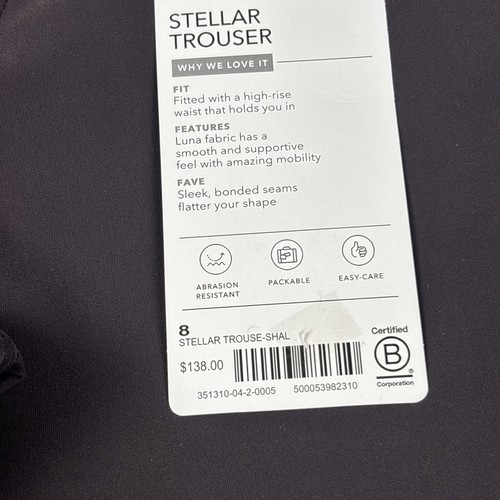 STELLAR
TROUSER
WHY WE LOVE IT
FIT
Fitted with a high-rise
waist that holds you in
FEATURES
Luna fabric has a
smooth and supportive
feel with amazing mobility
FAVE
Sleek, bonded seams
flatter your shape
ABRASION
RESISTANT
PACKABLE
EASY-CARE
8
STELLAR TROUSE-SHAL
$138.00
351310-04-2-0005 500053982310
Certified
B
®
Corporation